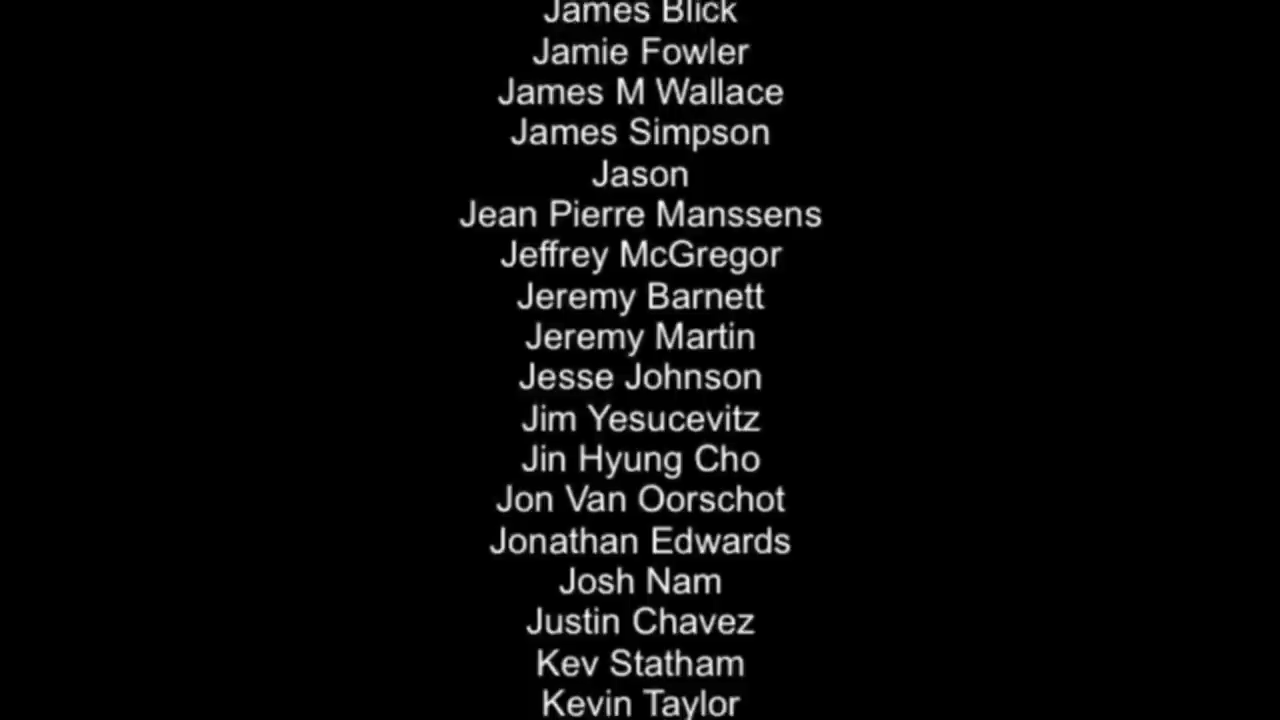 James Blick
Jamie Fowler
James M Wallace
James Simpson
Jason
Jean Pierre Manssens
Jeffrey McGregor
Jeremy Barnett
Jeremy Martin
Jesse Johnson
Jim Yesucevitz
Jin Hyung Cho
Jon Van Oorschot
Jonathan Edwards
Josh Nam
Justin Chavez
Kev Statham
Kevin Taylor